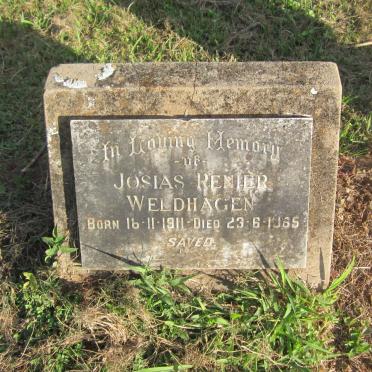 In Loving Memory
of
JOSIAS RENIER
WELDHAGEN
BORN 16-11-1911-DIED 23-6-1965
SAVED